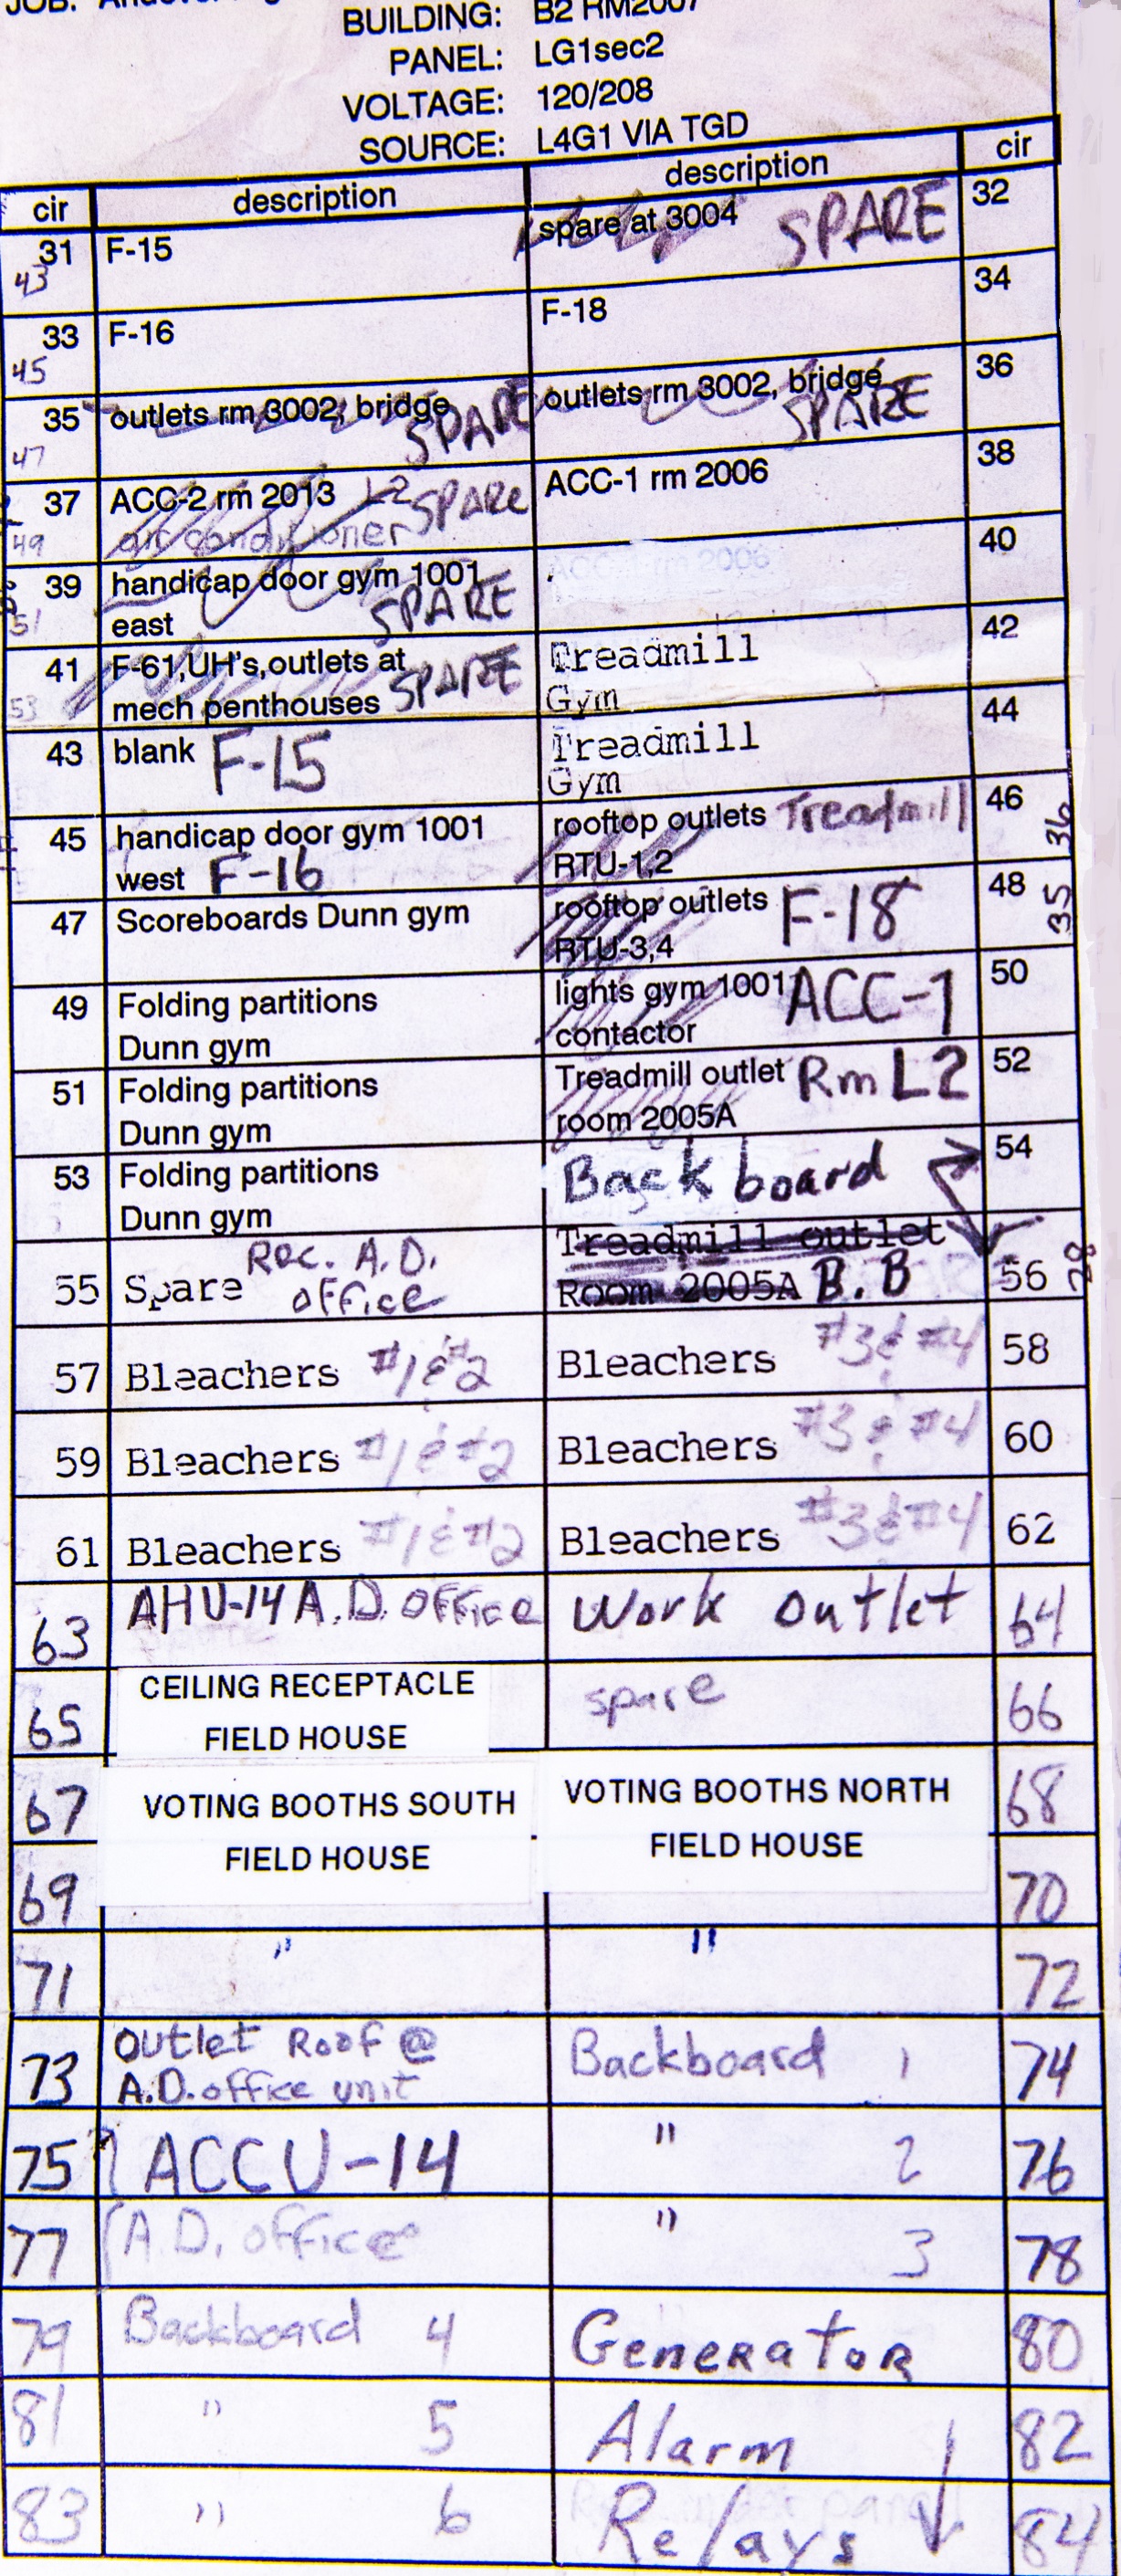 JOB:
BUILDING: B2 RM2007
PANEL: LG1sec2
VOLTAGE: 120/208
SOURCE: L4G1 VIA TGD
cir description description cir
31 F-15 spare at 3004 SPARE 32
43
33 F-16 F-18 34
45
35 outlets rm 3002, bridge SPARE outlets rm 3002, bridge SPARE 36
47
37 ACC-2 rm 2013 L2 SPARE ACC-1 rm 2006 38
49 air conditioner
39 handicap door gym 1001 ACC-1 rm 2006 40
51 east SPARE
41 F-61,UH's,outlets at SPARE Treadmill 42
53 mech penthouses Gym
43 blank F-15 Treadmill 44
Gym
45 handicap door gym 1001 rooftop outlets Treadmill 46
west F-16 RTU-1,2 36
47 Scoreboards Dunn gym rooftop outlets F-18 48
RTU-3,4 35
49 Folding partitions lights gym 1001 ACC-1 50
Dunn gym contactor
51 Folding partitions Treadmill outlet Rm L2 52
Dunn gym room 2005A
53 Folding partitions Back board 54
Dunn gym
55 Spare Rec. A.D. Treadmill outlet 56
office Room 2005A B.B 28
57 Bleachers #1 & #2 Bleachers #3 & #4 58
59 Bleachers #1 & #2 Bleachers #3 & #4 60
61 Bleachers #1 & #2 Bleachers #3 & #4 62
63 AHU-14 A.D. office Work outlet 64
65 CEILING RECEPTACLE spare 66
FIELD HOUSE
67 VOTING BOOTHS SOUTH VOTING BOOTHS NORTH 68
FIELD HOUSE FIELD HOUSE
69 70
71 " " 72
73 Outlet Roof @ Backboard 1 74
A.D. office unit
75 ACCU-14 " 2 76
77 A.D. office " 3 78
79 Backboard 4 Generator 80
81 " 5 Alarm 82
83 " 6 Relays 84